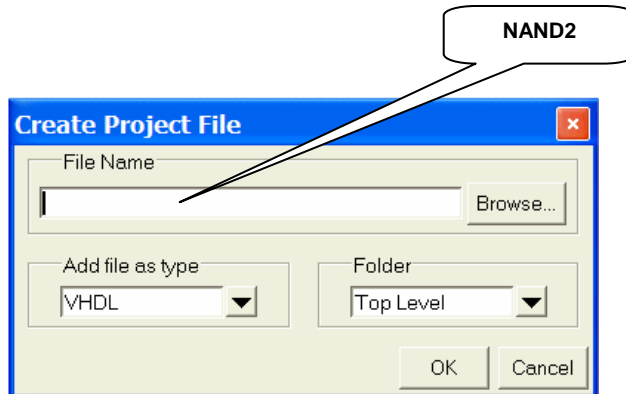 NAND2
Create Project File
File Name
Browse...
Add file as type
Folder
VHDL
Top Level
OK
Cancel